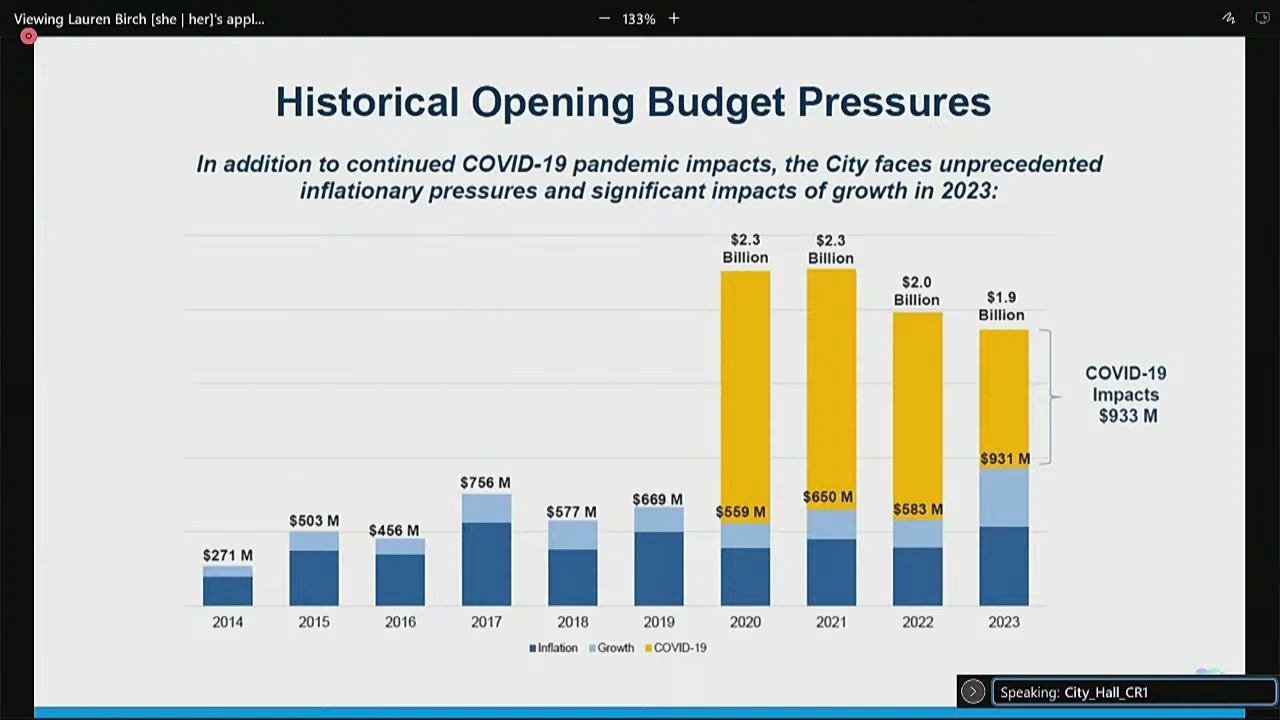 Viewing Lauren Birch [she | her]'s appl...
133%
Historical Opening Budget Pressures
In addition to continued COVID-19 pandemic impacts, the City faces unprecedented
inflationary pressures and significant impacts of growth in 2023:
$2.3
Billion
$2.3
Billion
$2.0
Billion
$1.9
Billion
COVID-19
Impacts
$933 M
$271 M
$503 M
$456 M
$756 M
$577 M
$669 M
$559 M
$650 M
$583 M
$931 M
2014 2015 2016 2017 2018 2019 2020 2021 2022 2023
Inflation Growth COVID-19
Speaking: City_Hall_CR1